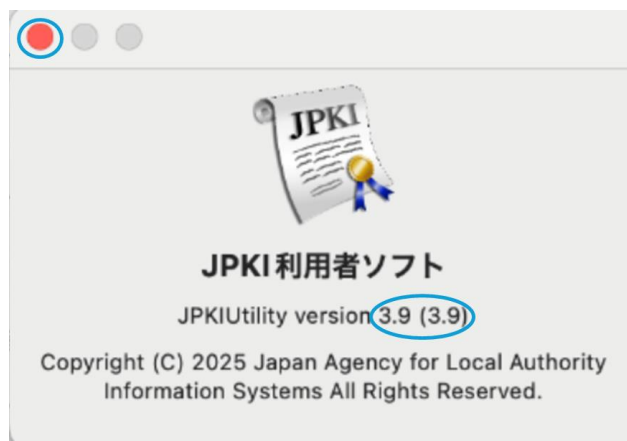 JPKI
JPKI利用者ソフト
JPKIUtility version 3.9 (3.9)
Copyright (C) 2025 Japan Agency for Local Authority
Information Systems All Rights Reserved.